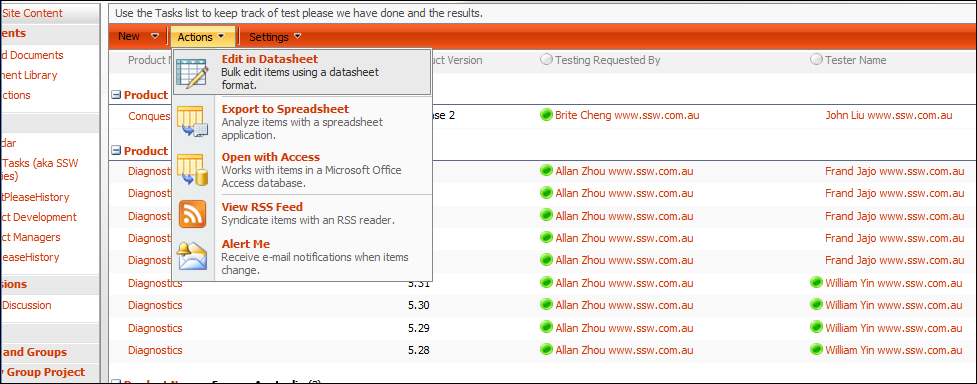 Site Content
Use the Tasks list to keep track of test please we have done and the results.
ents
d Documents
ment Library
ctions
dar
Tasks (aka SSW
ies)
tPleaseHistory
ct Development
ct Managers
leaseHistory
sions
Discussion
and Groups
y Group Project
New Actions Settings
Product N
ct Version Testing Requested By Tester Name
Edit in Datasheet
Bulk edit items using a datasheet
format.
Export to Spreadsheet
Analyze items with a spreadsheet
application.
Open with Access
Works with items in a Microsoft Office
Access database.
View RSS Feed
Syndicate items with an RSS reader.
Alert Me
Receive e-mail notifications when items
change.
Product
Conques
ase 2 Brite Cheng www.ssw.com.au John Liu www.ssw.com.au
Product
Diagnosti Allan Zhou www.ssw.com.au Frand Jajo www.ssw.com.au
Diagnosti Allan Zhou www.ssw.com.au Frand Jajo www.ssw.com.au
Diagnosti Allan Zhou www.ssw.com.au Frand Jajo www.ssw.com.au
Diagnosti Allan Zhou www.ssw.com.au Frand Jajo www.ssw.com.au
Diagnosti Allan Zhou www.ssw.com.au Frand Jajo www.ssw.com.au
Diagnostics 5.31 Allan Zhou www.ssw.com.au William Yin www.ssw.com.au
Diagnostics 5.30 Allan Zhou www.ssw.com.au William Yin www.ssw.com.au
Diagnostics 5.29 Allan Zhou www.ssw.com.au William Yin www.ssw.com.au
Diagnostics 5.28 Allan Zhou www.ssw.com.au William Yin www.ssw.com.au